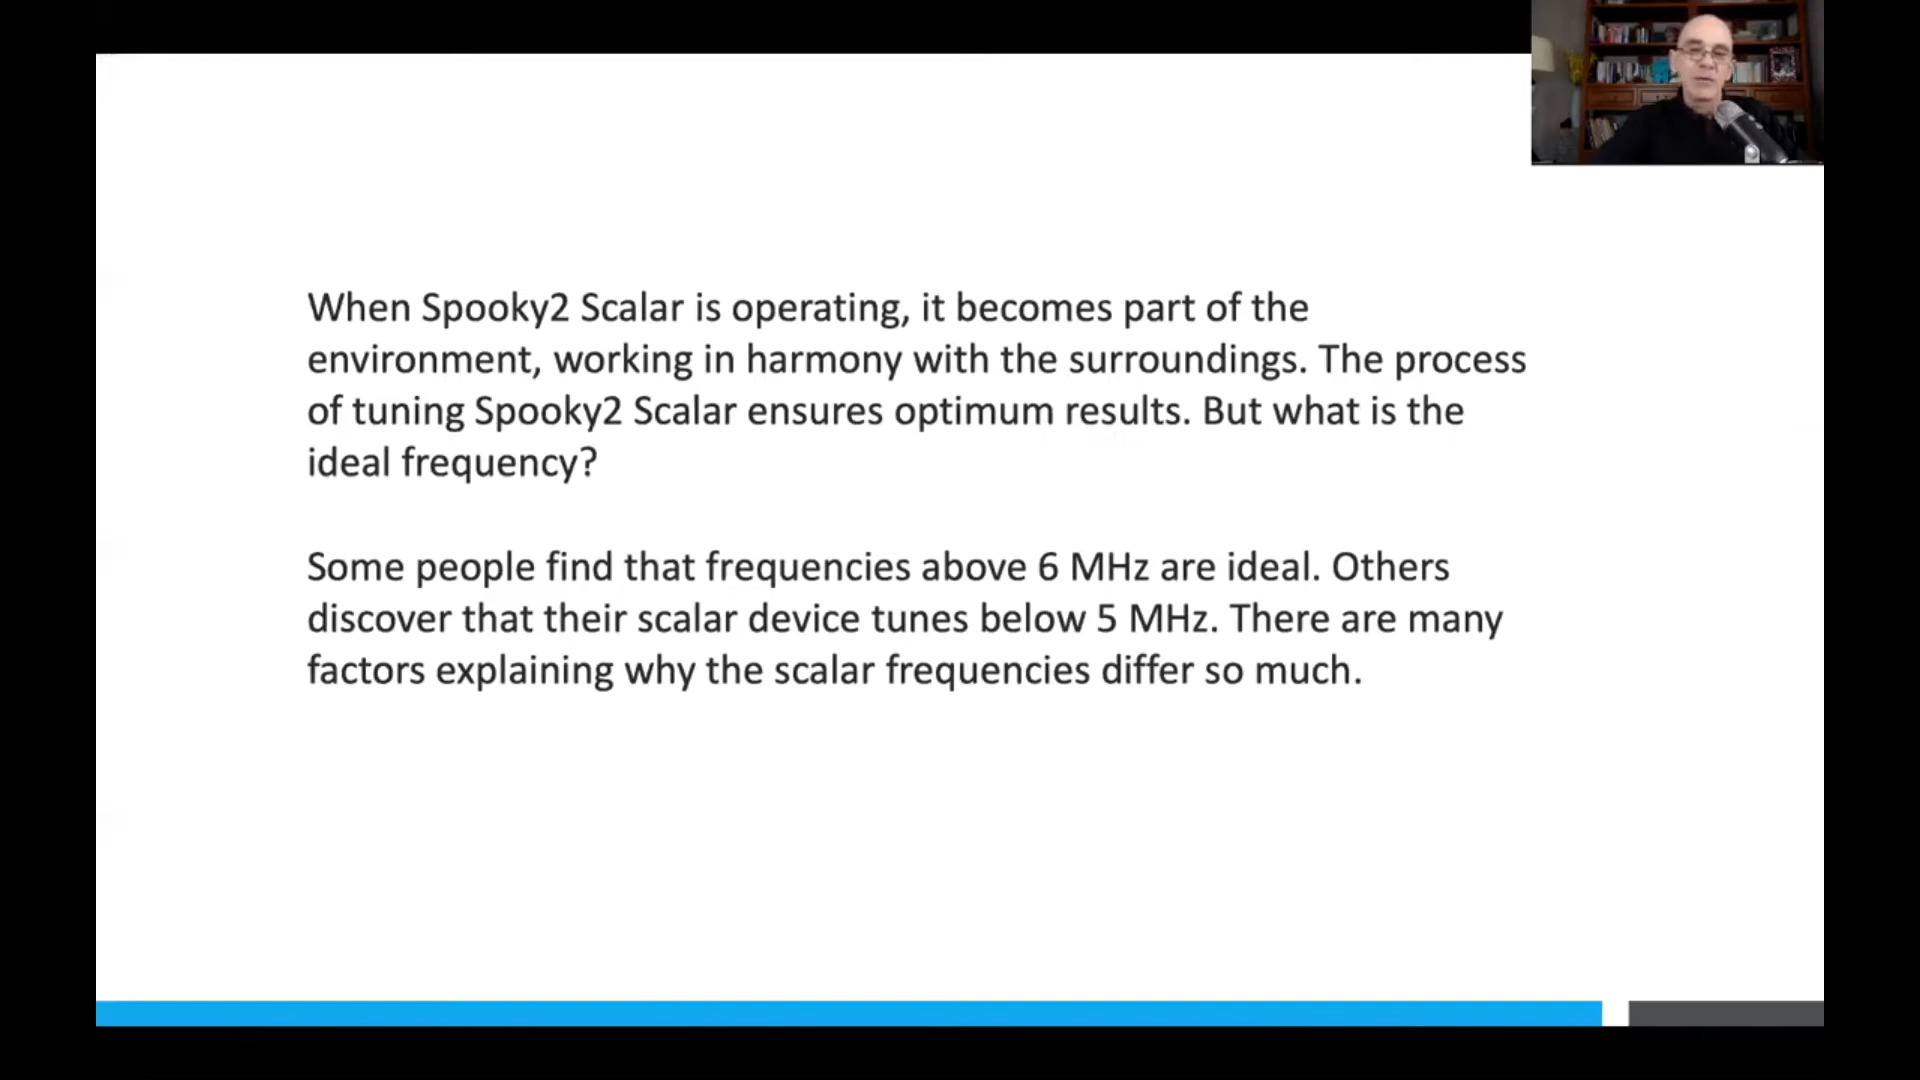 When Spooky2 Scalar is operating, it becomes part of the
environment, working in harmony with the surroundings. The process
of tuning Spooky2 Scalar ensures optimum results. But what is the
ideal frequency?
Some people find that frequencies above 6 MHz are ideal. Others
discover that their scalar device tunes below 5 MHz. There are many
factors explaining why the scalar frequencies differ so much.